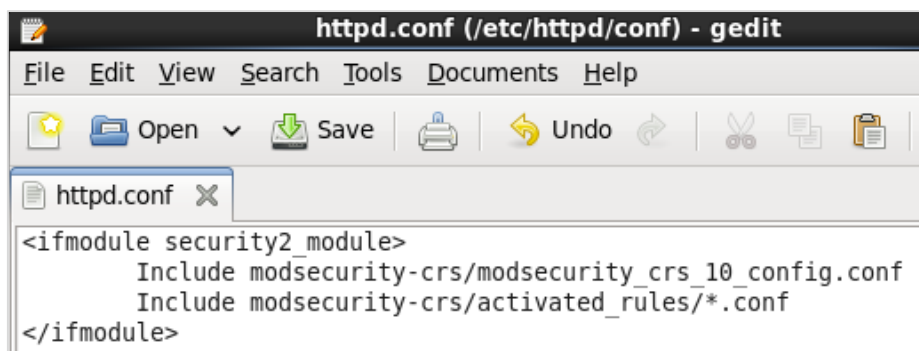 httpd.conf (/etc/httpd/conf) - gedit
File Edit View Search Tools Documents Help
Open Save Undo
httpd.conf
<ifmodule security2_module>
Include modsecurity-crs/modsecurity_crs_10_config.conf
Include modsecurity-crs/activated_rules/*.conf
</ifmodule>